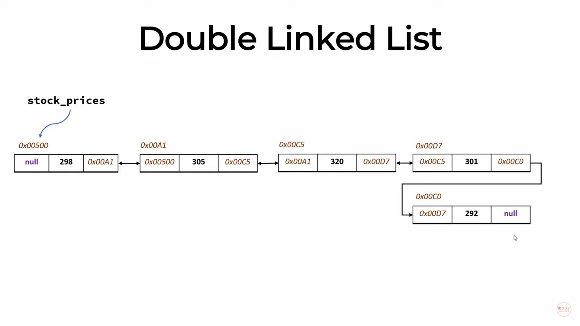 Double Linked List
stock_prices
0x00500 0x00A1 0x00C5 0x00D7
null 298 0x00A1 0x00500 305 0x00C5 0x00A1 320 0x00D7 0x00C5 301 0x00C0
0x00C0
0x00D7 292 null